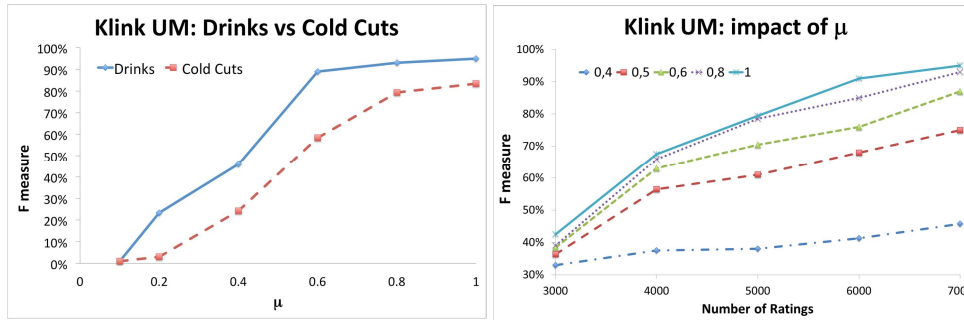 Klink UM: Drinks vs Cold Cuts
100%
90%
80%
70%
60%
50%
40%
30%
20%
10%
0%
F measure
Drinks
Cold Cuts
0 0.2 0.4 0.6 0.8 1
μ
Klink UM: impact of μ
100%
90%
80%
70%
60%
50%
40%
30%
F measure
0,4 0,5 0,6 0,8 1
3000 4000 5000 6000 700
Number of Ratings